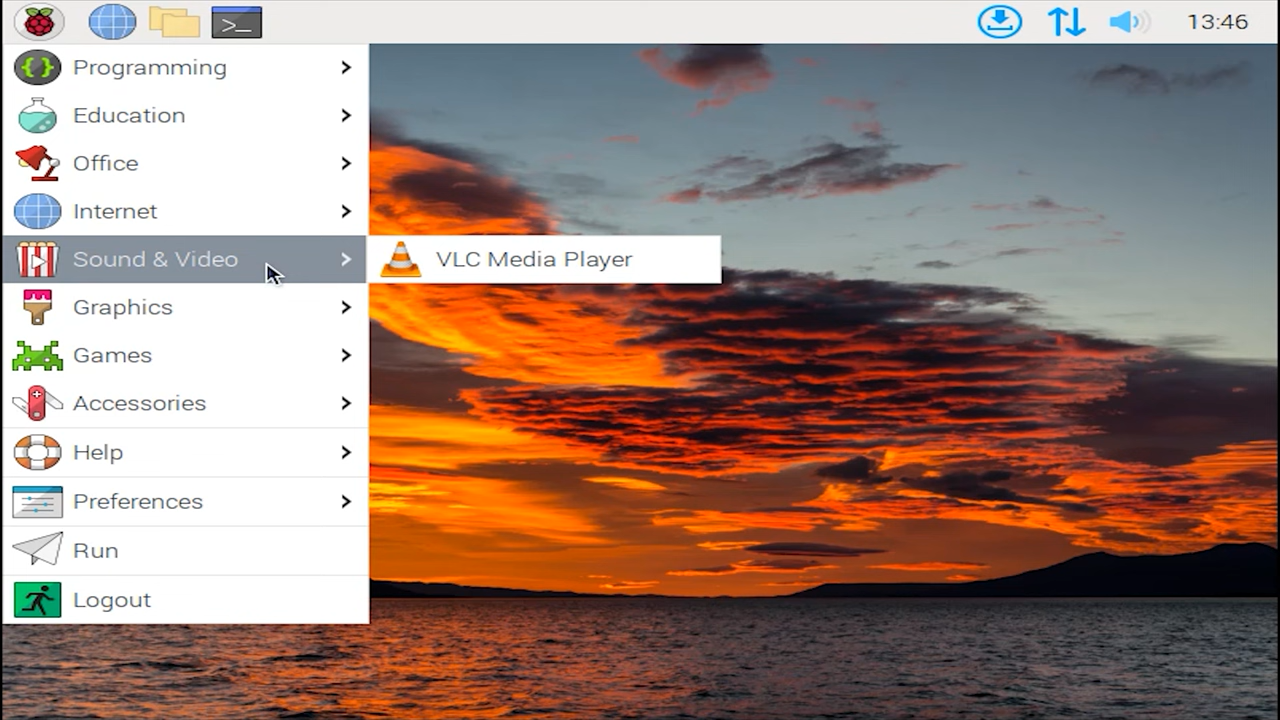 >_
13:46
Programming
Education
Office
Internet
Sound & Video
VLC Media Player
Graphics
Games
Accessories
Help
Preferences
Run
Logout